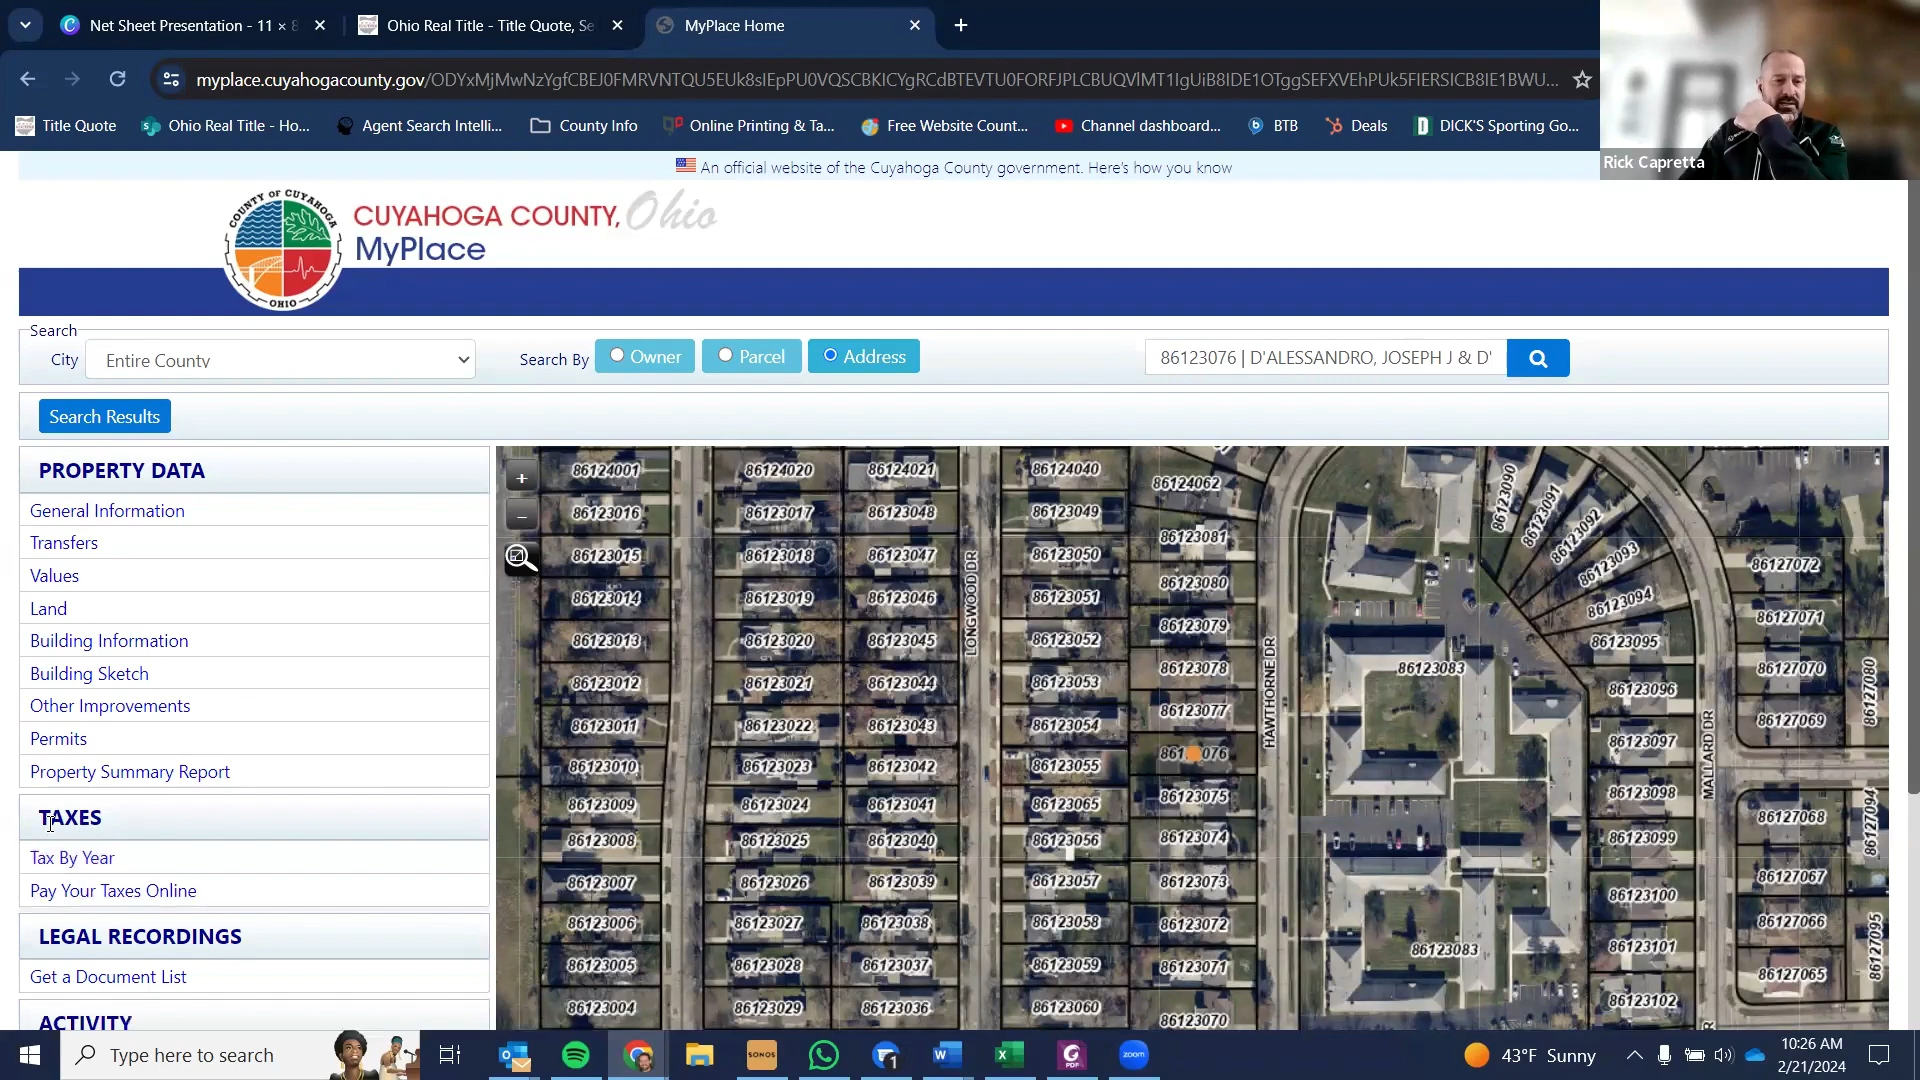 Net Sheet Presentation - 11 × 8
Ohio Real Title - Title Quote, Se
MyPlace Home
myplace.cuyahogacounty.gov/ODYxMjMwNzYgfCBEJ0FMRVNTQU5EUk8sIEpPU0VQSCBKICYgRCdBTEVTU0FORFJPLCBUQVlMT1IgUiB8IDE1OTggSEFXVEhPUk5FIERSICB8IE1BWU...
Title Quote
Ohio Real Title - Ho...
Agent Search Intelli...
County Info
Online Printing & Ta...
Free Website Count...
Channel dashboard...
BTB
Deals
DICK'S Sporting Go...
Rick Capretta
An official website of the Cuyahoga County government. Here's how you know
COUNTY OF CUYAHOGA
OHIO
CUYAHOGA COUNTY, Ohio
MyPlace
Search
City
Entire County
Search By
Owner
Parcel
Address
86123076 | D'ALESSANDRO, JOSEPH J & D'
Search Results
PROPERTY DATA
General Information
Transfers
Values
Land
Building Information
Building Sketch
Other Improvements
Permits
Property Summary Report
TAXES
Tax By Year
Pay Your Taxes Online
LEGAL RECORDINGS
Get a Document List
ACTIVITY
+
−
86124001
86123016
86123015
86123014
86123013
86123012
86123011
86123010
86123009
86123008
86123007
86123006
86123005
86123004
86124020
86123017
86123018
86123019
86123020
86123021
86123022
86123023
86123024
86123025
86123026
86123027
86123028
86123029
86124021
86123048
86123047
86123046
86123045
86123044
86123043
86123042
86123041
86123040
86123039
86123038
86123037
86123036
LONGWOOD DR
86124040
86123049
86123050
86123051
86123052
86123053
86123054
86123055
86123065
86123056
86123057
86123058
86123059
86123060
86124062
86123081
86123080
86123079
86123078
86123077
86123075
86123074
86123073
86123072
86123071
86123070
HAWTHORNE DR
86123083
86123083
86123090
86123091
86123092
86123093
86123094
86123095
86123096
86123097
86123098
86123099
86123100
86123101
86123102
MALLARD DR
86127072
86127071
86127070
86127069
86127068
86127067
86127066
86127065
86127080
86127094
86127095
Type here to search
SONOS
1
zoom
43°F Sunny
10:26 AM
2/21/2024